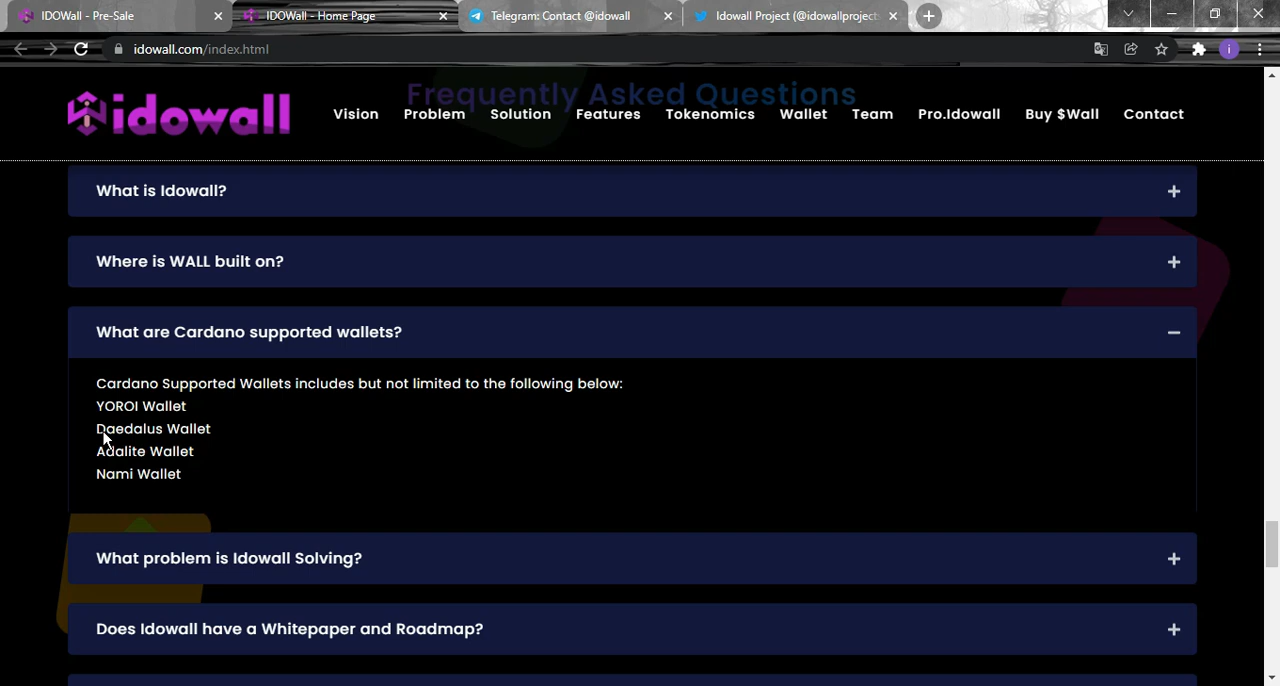 IDOWall - Pre-Sale
IDOWall - Home Page
Telegram: Contact @idowall
Idowall Project (@idowallproject
idowall.com/index.html
i
Frequently Asked Questions
idowall
Vision Problem Solution Features Tokenomics Wallet Team Pro.Idowall Buy $Wall Contact
What is Idowall?
Where is WALL built on?
What are Cardano supported wallets?
Cardano Supported Wallets includes but not limited to the following below:
YOROI Wallet
Daedalus Wallet
Adalite Wallet
Nami Wallet
What problem is Idowall Solving?
Does Idowall have a Whitepaper and Roadmap?